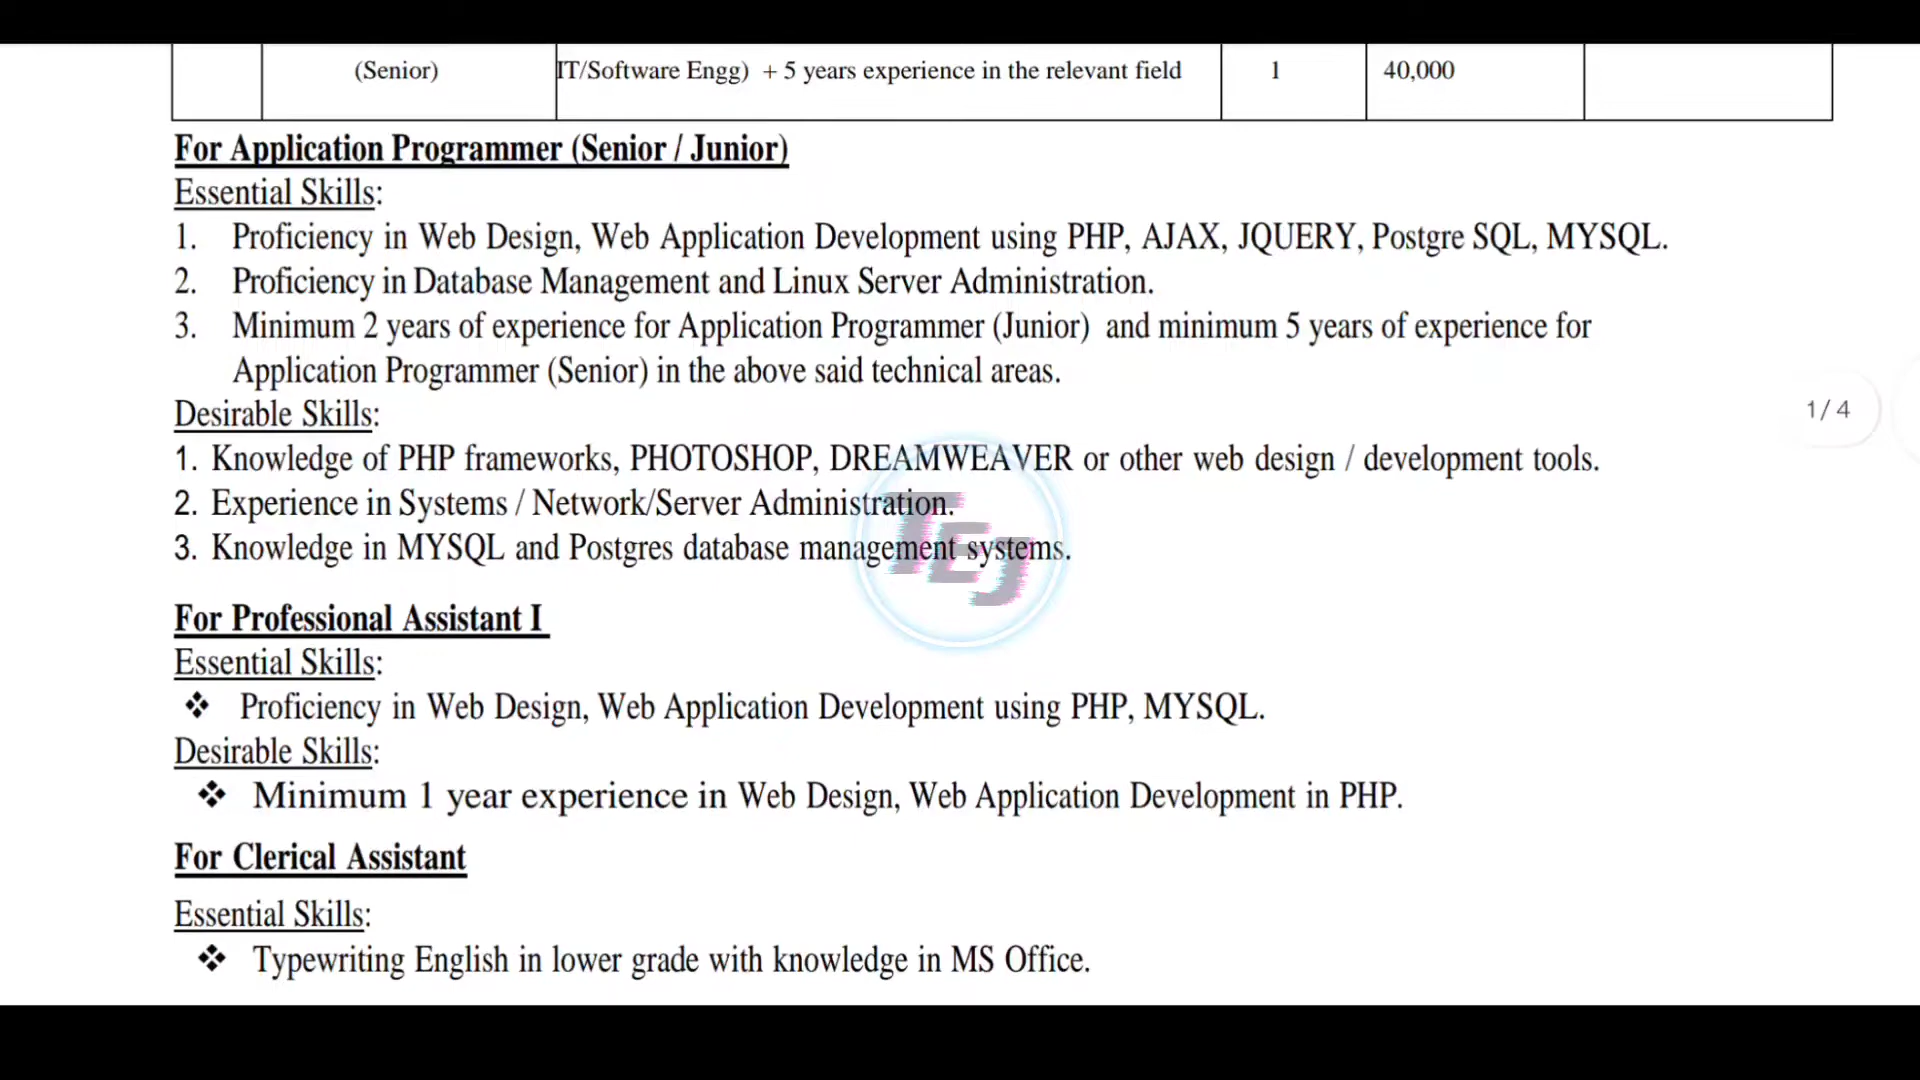 (Senior) IT/Software Engg) + 5 years experience in the relevant field 1 40,000
For Application Programmer (Senior / Junior)
Essential Skills:
1. Proficiency in Web Design, Web Application Development using PHP, AJAX, JQUERY, Postgre SQL, MYSQL.
2. Proficiency in Database Management and Linux Server Administration.
3. Minimum 2 years of experience for Application Programmer (Junior) and minimum 5 years of experience for
Application Programmer (Senior) in the above said technical areas.
Desirable Skills:
1. Knowledge of PHP frameworks, PHOTOSHOP, DREAMWEAVER or other web design / development tools.
2. Experience in Systems / Network/Server Administration.
3. Knowledge in MYSQL and Postgres database management systems.
1/ 4
TEJ
For Professional Assistant I
Essential Skills:
❖ Proficiency in Web Design, Web Application Development using PHP, MYSQL.
Desirable Skills:
❖ Minimum 1 year experience in Web Design, Web Application Development in PHP.
For Clerical Assistant
Essential Skills:
❖ Typewriting English in lower grade with knowledge in MS Office.